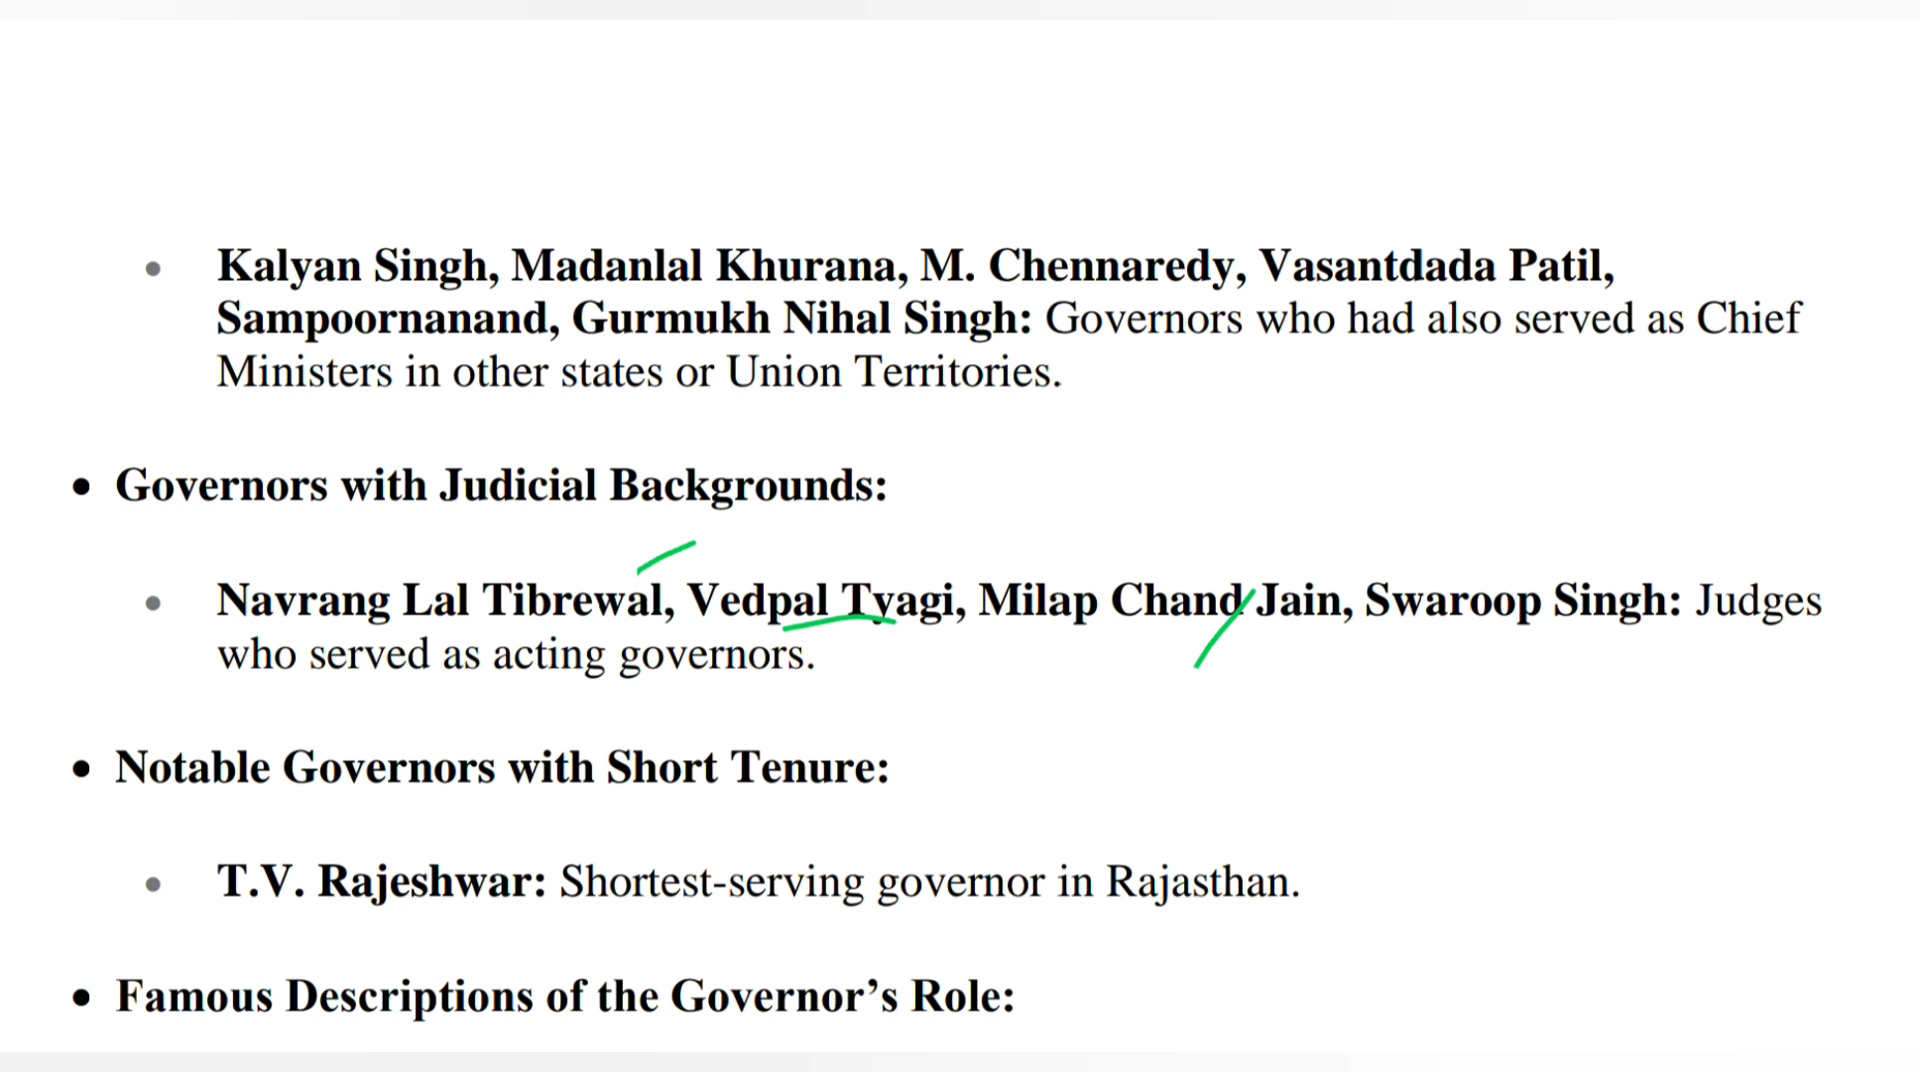 • Kalyan Singh, Madanlal Khurana, M. Chennaredy, Vasantdada Patil,
Sampoornanand, Gurmukh Nihal Singh: Governors who had also served as Chief
Ministers in other states or Union Territories.
• Governors with Judicial Backgrounds:
• Navrang Lal Tibrewal, Vedpal Tyagi, Milap Chand Jain, Swaroop Singh: Judges
who served as acting governors.
• Notable Governors with Short Tenure:
• T.V. Rajeshwar: Shortest-serving governor in Rajasthan.
• Famous Descriptions of the Governor’s Role: